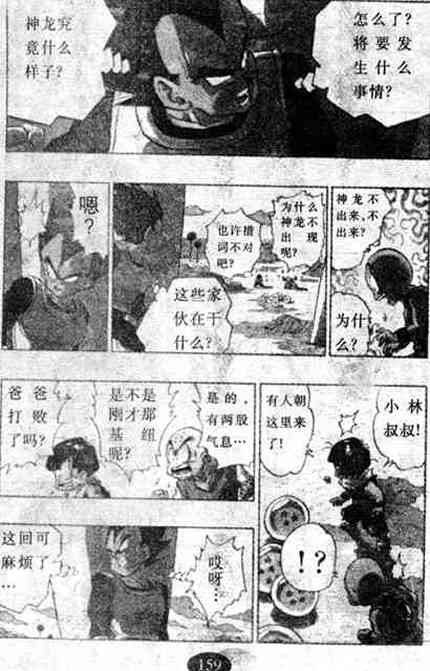 怎么了?
将要发
生什么
事情?
神龙究
竟什么
样子?
神龙不
出来,不
出来?
为什
么?
为什么
神龙不
出现
呢?
也许措
词不对
吧?
这些家
伙在干
什么?
嗯?
小林
叔叔!
有人朝
这里来
了!
!?
是的,
有两股
气息…
是不是
刚才那
基纽
呢?
爸爸
打败
了吗?
哎
呀
…
这回可
麻烦了
…
159